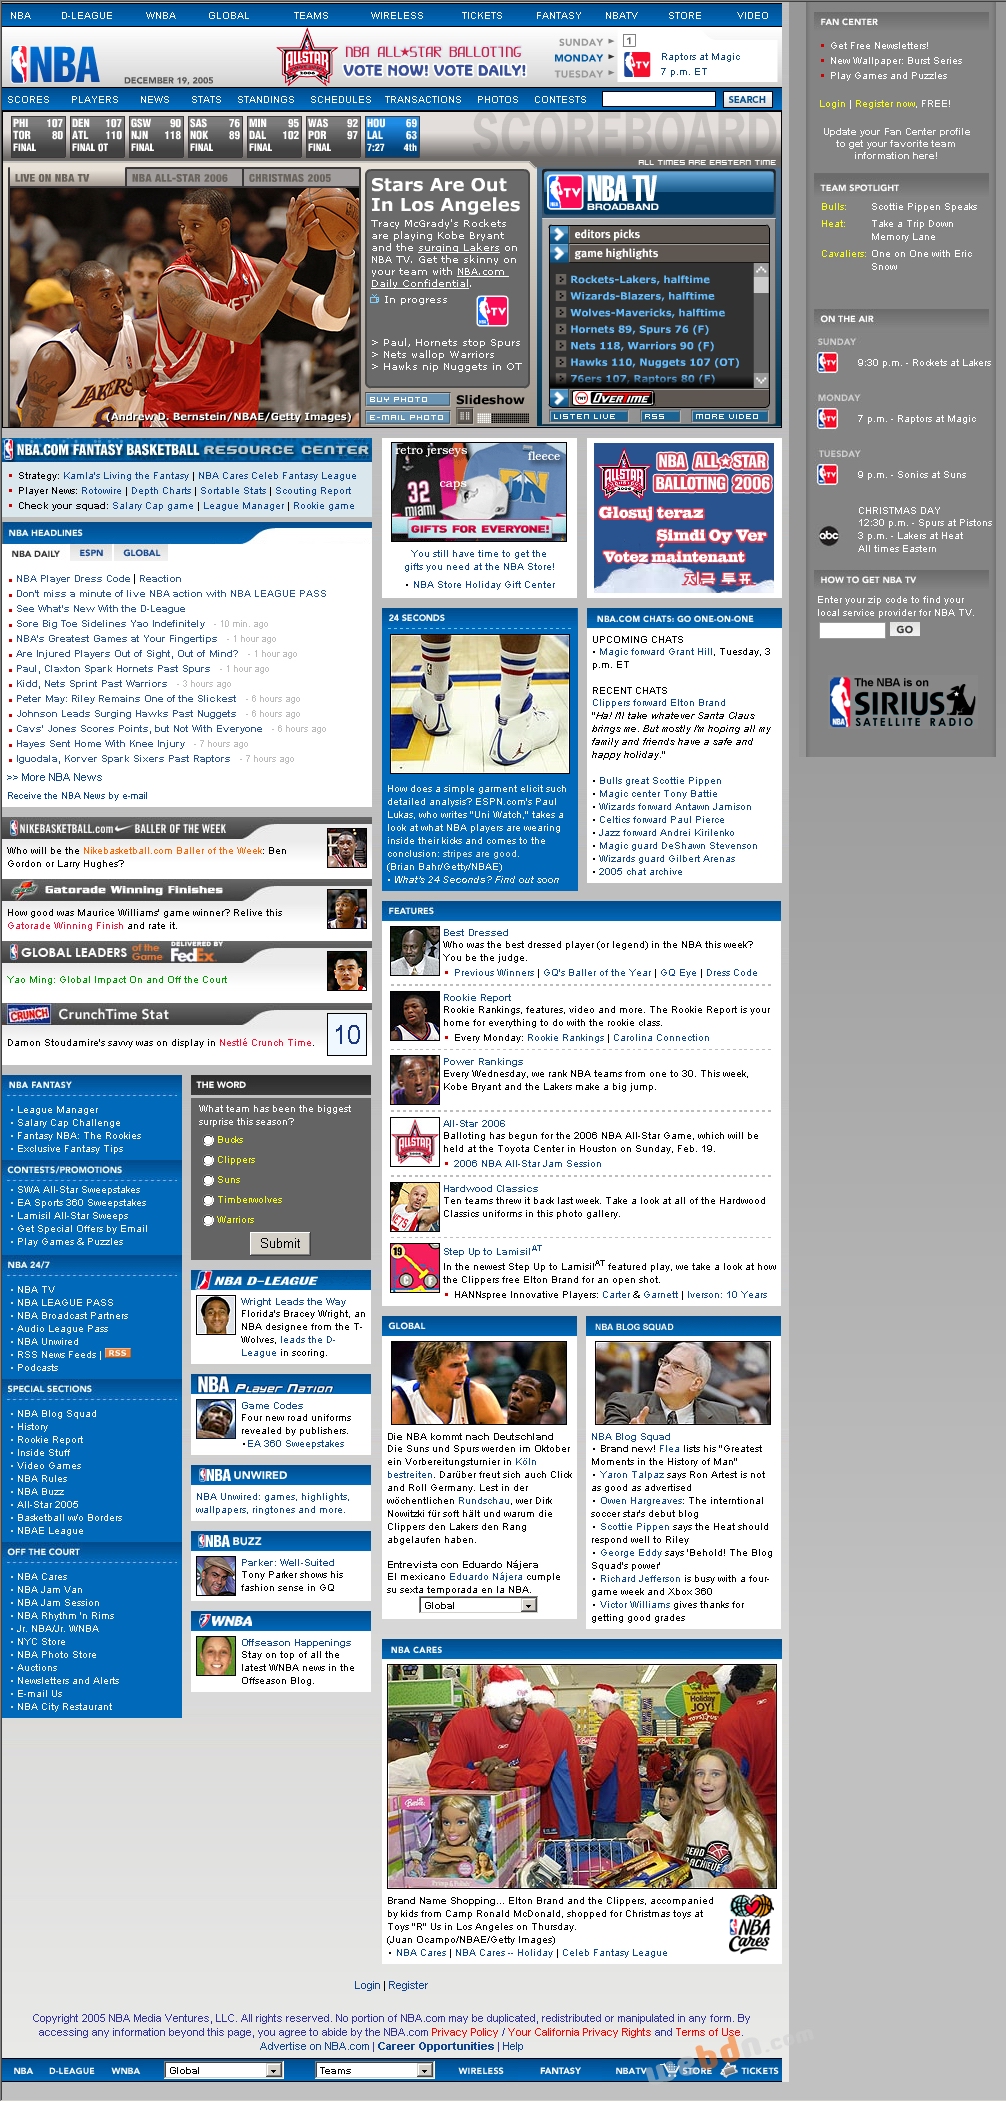 NBA D-LEAGUE WNBA GLOBAL TEAMS WIRELESS TICKETS FANTASY NBATV STORE VIDEO
NBA
DECEMBER 19, 2005
ALL STAR 2006
NBA ALL★STAR BALLOTING
VOTE NOW! VOTE DAILY!
SUNDAY
MONDAY
TUESDAY
1
Raptors at Magic
7 p.m. ET
SCORES PLAYERS NEWS STATS STANDINGS SCHEDULES TRANSACTIONS PHOTOS CONTESTS SEARCH
PHI 107
TOR 80
FINAL
DEN 107
ATL 110
FINAL OT
GSW 90
NJN 118
FINAL
SAS 76
NOK 89
FINAL
MIN 95
DAL 102
FINAL
WAS 92
POR 97
FINAL
HOU 69
LAL 63
7:27 4th
SCOREBOARD
ALL TIMES ARE EASTERN TIME
LIVE ON NBA TV NBA ALL-STAR 2006 CHRISTMAS 2005
(Andrew D. Bernstein/NBAE/Getty Images)
Stars Are Out
In Los Angeles
Tracy McGrady's Rockets
are playing Kobe Bryant
and the surging Lakers on
NBA TV. Get the skinny on
your team with NBA.com
Daily Confidential.
In progress
> Paul, Hornets stop Spurs
> Nets wallop Warriors
> Hawks nip Nuggets in OT
BUY PHOTO
E-MAIL PHOTO
Slideshow
NBA TV
BROADBAND
editors picks
game highlights
Rockets-Lakers, halftime
Wizards-Blazers, halftime
Wolves-Mavericks, halftime
Hornets 89, Spurs 76 (F)
Nets 118, Warriors 90 (F)
Hawks 110, Nuggets 107 (OT)
76ers 107, Raptors 80 (F)
TNT OVERTIME
LISTEN LIVE RSS MORE VIDEO
NBA.COM FANTASY BASKETBALL RESOURCE CENTER
Strategy: Kamla's Living the Fantasy | NBA Cares Celeb Fantasy League
Player News: Rotowire | Depth Charts | Sortable Stats | Scouting Report
Check your squad: Salary Cap game | League Manager | Rookie game
NBA HEADLINES
NBA DAILY ESPN GLOBAL
NBA Player Dress Code | Reaction
Don't miss a minute of live NBA action with NBA LEAGUE PASS
See What's New With the D-League
Sore Big Toe Sidelines Yao Indefinitely - 10 min. ago
NBA's Greatest Games at Your Fingertips - 1 hour ago
Are Injured Players Out of Sight, Out of Mind? - 1 hour ago
Paul, Claxton Spark Hornets Past Spurs - 1 hour ago
Kidd, Nets Sprint Past Warriors - 3 hours ago
Peter May: Riley Remains One of the Slickest - 6 hours ago
Johnson Leads Surging Hawks Past Nuggets - 6 hours ago
Cavs' Jones Scores Points, but Not With Everyone - 6 hours ago
Hayes Sent Home With Knee Injury - 7 hours ago
Iguodala, Korver Spark Sixers Past Raptors - 7 hours ago
>> More NBA News
Receive the NBA News by e-mail
NIKEBASKETBALL.com BALLER OF THE WEEK
Who will be the Nikebasketball.com Baller of the Week: Ben
Gordon or Larry Hughes?
Gatorade Winning Finishes
How good was Maurice Williams' game winner? Relive this
Gatorade Winning Finish and rate it.
GLOBAL LEADERS of the Game DELIVERED BY FedEx
Yao Ming: Global Impact On and Off the Court
CRUNCH CrunchTime Stat
Damon Stoudamire's savvy was on display in Nestlé Crunch Time.
10
retro jerseys
fleece
caps
32
MIAMI
GIFTS FOR EVERYONE!
You still have time to get the
gifts you need at the NBA Store!
• NBA Store Holiday Gift Center
NBA ALL★STAR
BALLOTING 2006
Glosuj teraz
Şimdi Oy Ver
Votez maintenant
지금 투표
24 SECONDS
How does a simple garment elicit such
detailed analysis? ESPN.com's Paul
Lukas, who writes "Uni Watch," takes a
look at what NBA players are wearing
inside their kicks and comes to the
conclusion: stripes are good.
(Brian Bahr/Getty/NBAE)
• What's 24 Seconds? Find out soon
NBA.COM CHATS: GO ONE-ON-ONE
UPCOMING CHATS
• Magic forward Grant Hill, Tuesday, 3
p.m. ET
RECENT CHATS
Clippers forward Elton Brand
"Ha! I'll take whatever Santa Claus
brings me. But mostly I'm hoping all my
family and friends have a safe and
happy holiday."
• Bulls great Scottie Pippen
• Magic center Tony Battie
• Wizards forward Antawn Jamison
• Celtics forward Paul Pierce
• Jazz forward Andrei Kirilenko
• Magic guard DeShawn Stevenson
• Wizards guard Gilbert Arenas
• 2005 chat archive
FEATURES
Best Dressed
Who was the best dressed player (or legend) in the NBA this week?
You be the judge.
Previous Winners | GQ's Baller of the Year | GQ Eye | Dress Code
Rookie Report
Rookie Rankings, features, video and more. The Rookie Report is your
home for everything to do with the rookie class.
Every Monday: Rookie Rankings | Carolina Connection
Power Rankings
Every Wednesday, we rank NBA teams from one to 30. This week,
Kobe Bryant and the Lakers make a big jump.
All-Star 2006
Balloting has begun for the 2006 NBA All-Star Game, which will be
held at the Toyota Center in Houston on Sunday, Feb. 19.
2006 NBA All-Star Jam Session
Hardwood Classics
Ten teams threw it back last week. Take a look at all of the Hardwood
Classics uniforms in this photo gallery.
Step Up to Lamisil AT
In the newest Step Up to Lamisil AT featured play, we take a look at how
the Clippers free Elton Brand for an open shot.
HANNspree Innovative Players: Carter & Garnett | Iverson: 10 Years
NBA FANTASY
• League Manager
• Salary Cap Challenge
• Fantasy NBA: The Rookies
• Exclusive Fantasy Tips
CONTESTS/PROMOTIONS
• SWA All-Star Sweepstakes
• EA Sports 360 Sweepstakes
• Lamisil All-Star Sweeps
• Get Special Offers by Email
• Play Games & Puzzles
NBA 24/7
• NBA TV
• NBA LEAGUE PASS
• NBA Broadcast Partners
• Audio League Pass
• NBA Unwired
• RSS News Feeds | RSS
• Podcasts
SPECIAL SECTIONS
• NBA Blog Squad
• History
• Rookie Report
• Inside Stuff
• Video Games
• NBA Rules
• NBA Buzz
• All-Star 2005
• Basketball w/o Borders
• NBAE League
OFF THE COURT
• NBA Cares
• NBA Jam Van
• NBA Jam Session
• NBA Rhythm 'n Rims
• Jr. NBA/Jr. WNBA
• NYC Store
• NBA Photo Store
• Auctions
• Newsletters and Alerts
• E-mail Us
• NBA City Restaurant
THE WORD
What team has been the biggest
surprise this season?
Bucks
Clippers
Suns
Timberwolves
Warriors
Submit
NBA D-LEAGUE
Wright Leads the Way
Florida's Bracey Wright, an
NBA designee from the T-
Wolves, leads the D-
League in scoring.
NBA Player Nation
Game Codes
Four new road uniforms
revealed by publishers.
•EA 360 Sweepstakes
NBA UNWIRED
NBA Unwired: games, highlights,
wallpapers, ringtones and more.
NBA BUZZ
Parker: Well-Suited
Tony Parker shows his
fashion sense in GQ
WNBA
Offseason Happenings
Stay on top of all the
latest WNBA news in the
Offseason Blog.
GLOBAL
Die NBA kommt nach Deutschland
Die Suns und Spurs werden im Oktober
ein Vorbereitungsturnier in Köln
bestreiten. Darüber freut sich auch Click
and Roll Germany. Lest in der
wöchentlichen Rundschau, wer Dirk
Nowitzki für soft hält und warum die
Clippers den Lakers den Rang
abgelaufen haben.
Entrevista con Eduardo Nájera
El mexicano Eduardo Nájera cumple
su sexta temporada en la NBA.
Global
NBA BLOG SQUAD
NBA Blog Squad
• Brand new! Flea lists his "Greatest
Moments in the History of Man"
• Yaron Talpaz says Ron Artest is not
as good as advertised
• Owen Hargreaves: The interntional
soccer star's debut blog
• Scottie Pippen says the Heat should
respond well to Riley
• George Eddy says 'Behold! The Blog
Squad's power'
• Richard Jefferson is busy with a four-
game week and Xbox 360
• Victor Williams gives thanks for
getting good grades
NBA CARES
Brand Name Shopping... Elton Brand and the Clippers, accompanied
by kids from Camp Ronald McDonald, shopped for Christmas toys at
Toys "R" Us in Los Angeles on Thursday.
(Juan Ocampo/NBAE/Getty Images)
• NBA Cares | NBA Cares -- Holiday | Celeb Fantasy League
NBA Cares
FAN CENTER
Get Free Newsletters!
New Wallpaper: Burst Series
Play Games and Puzzles
Login | Register now, FREE!
Update your Fan Center profile
to get your favorite team
information here!
TEAM SPOTLIGHT
Bulls: Scottie Pippen Speaks
Heat: Take a Trip Down
Memory Lane
Cavaliers: One on One with Eric
Snow
ON THE AIR
SUNDAY
9:30 p.m. - Rockets at Lakers
MONDAY
7 p.m. - Raptors at Magic
TUESDAY
9 p.m. - Sonics at Suns
abc
CHRISTMAS DAY
12:30 p.m. - Spurs at Pistons
3 p.m. - Lakers at Heat
All times Eastern
HOW TO GET NBA TV
Enter your zip code to find your
local service provider for NBA TV.
GO
The NBA is on
SIRIUS
SATELLITE RADIO
Login | Register
Copyright 2005 NBA Media Ventures, LLC. All rights reserved. No portion of NBA.com may be duplicated, redistributed or manipulated in any form. By
accessing any information beyond this page, you agree to abide by the NBA.com Privacy Policy / Your California Privacy Rights and Terms of Use.
Advertise on NBA.com | Career Opportunities | Help
NBA D-LEAGUE WNBA Global Teams WIRELESS FANTASY NBATV STORE TICKETS
webdn.com